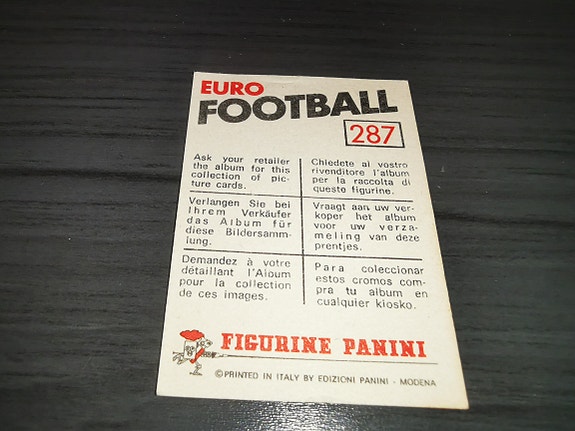 EURO
FOOTBALL
287
Ask your retailer
the album for this
collection of pic-
ture cards.
Chiedete al vostro
rivenditore l'album
per la raccolta di
queste figurine.
Verlangen Sie bei
Ihrem Verkäufer
das Album für
diese Bildersamm-
lung.
Vraagt aan uw ver-
koper het album
voor uw verza-
meling van deze
prentjes.
Demandez à votre
détaillant l'Album
pour la collection
de ces images.
Para coleccionar
estos cromos com-
pra tu album en
cualquier kiosko.
FIGURINE PANINI
©PRINTED IN ITALY BY EDIZIONI PANINI - MODENA